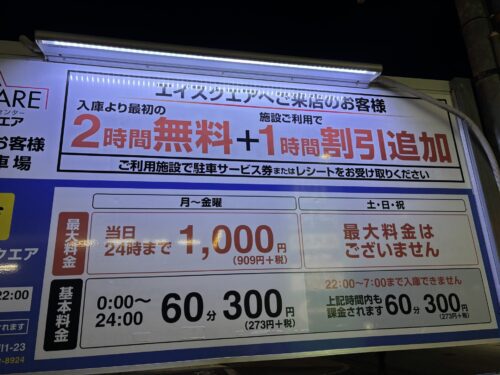 ARE
センター
エア
お客様
車場
エイスクエアへご来店のお客様
入庫より最初の
2時間無料+
施設ご利用で
1時間割引追加
ご利用施設で駐車サービス券またはレシートをお受け取りください
クエア
22:00
されます
11-23
-8924
月〜金曜
土・日・祝
最大料金
当日
24時まで
1,000円
(909円+税)
最大料金は
ございません
基本料金
0:00〜
24:00
60分 300円
(273円+税)
22:00〜7:00まで入庫できません
上記時間内も
課金されます
60分 300円
(273円+税)